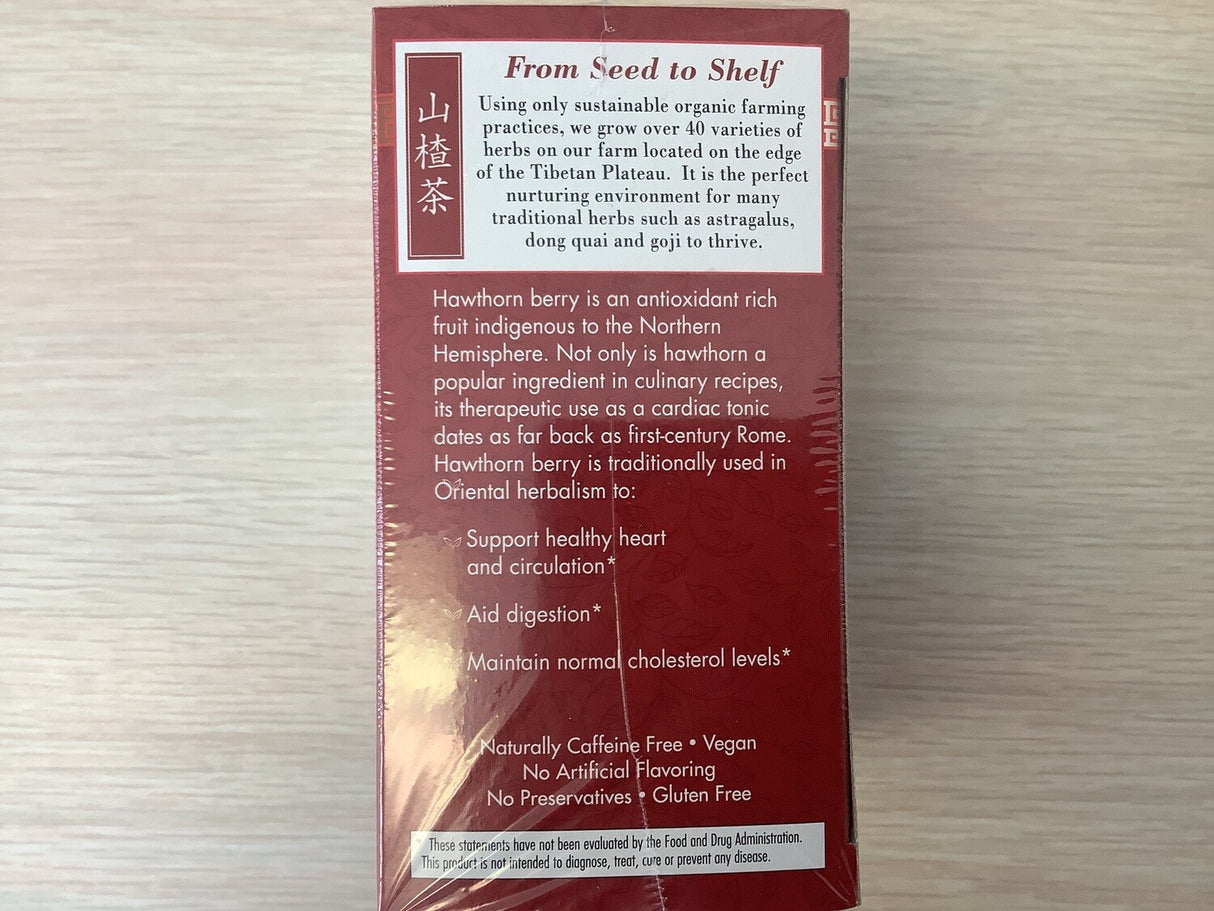 山楂茶
From Seed to Shelf
Using only sustainable organic farming
practices, we grow over 40 varieties of
herbs on our farm located on the edge
of the Tibetan Plateau. It is the perfect
nurturing environment for many
traditional herbs such as astragalus,
dong quai and goji to thrive.
Hawthorn berry is an antioxidant rich
fruit indigenous to the Northern
Hemisphere. Not only is hawthorn a
popular ingredient in culinary recipes,
its therapeutic use as a cardiac tonic
dates as far back as first-century Rome.
Hawthorn berry is traditionally used in
Oriental herbalism to:
Support healthy heart
and circulation*
Aid digestion*
Maintain normal cholesterol levels*
Naturally Caffeine Free • Vegan
No Artificial Flavoring
No Preservatives • Gluten Free
* These statements have not been evaluated by the Food and Drug Administration.
This product is not intended to diagnose, treat, cure or prevent any disease.